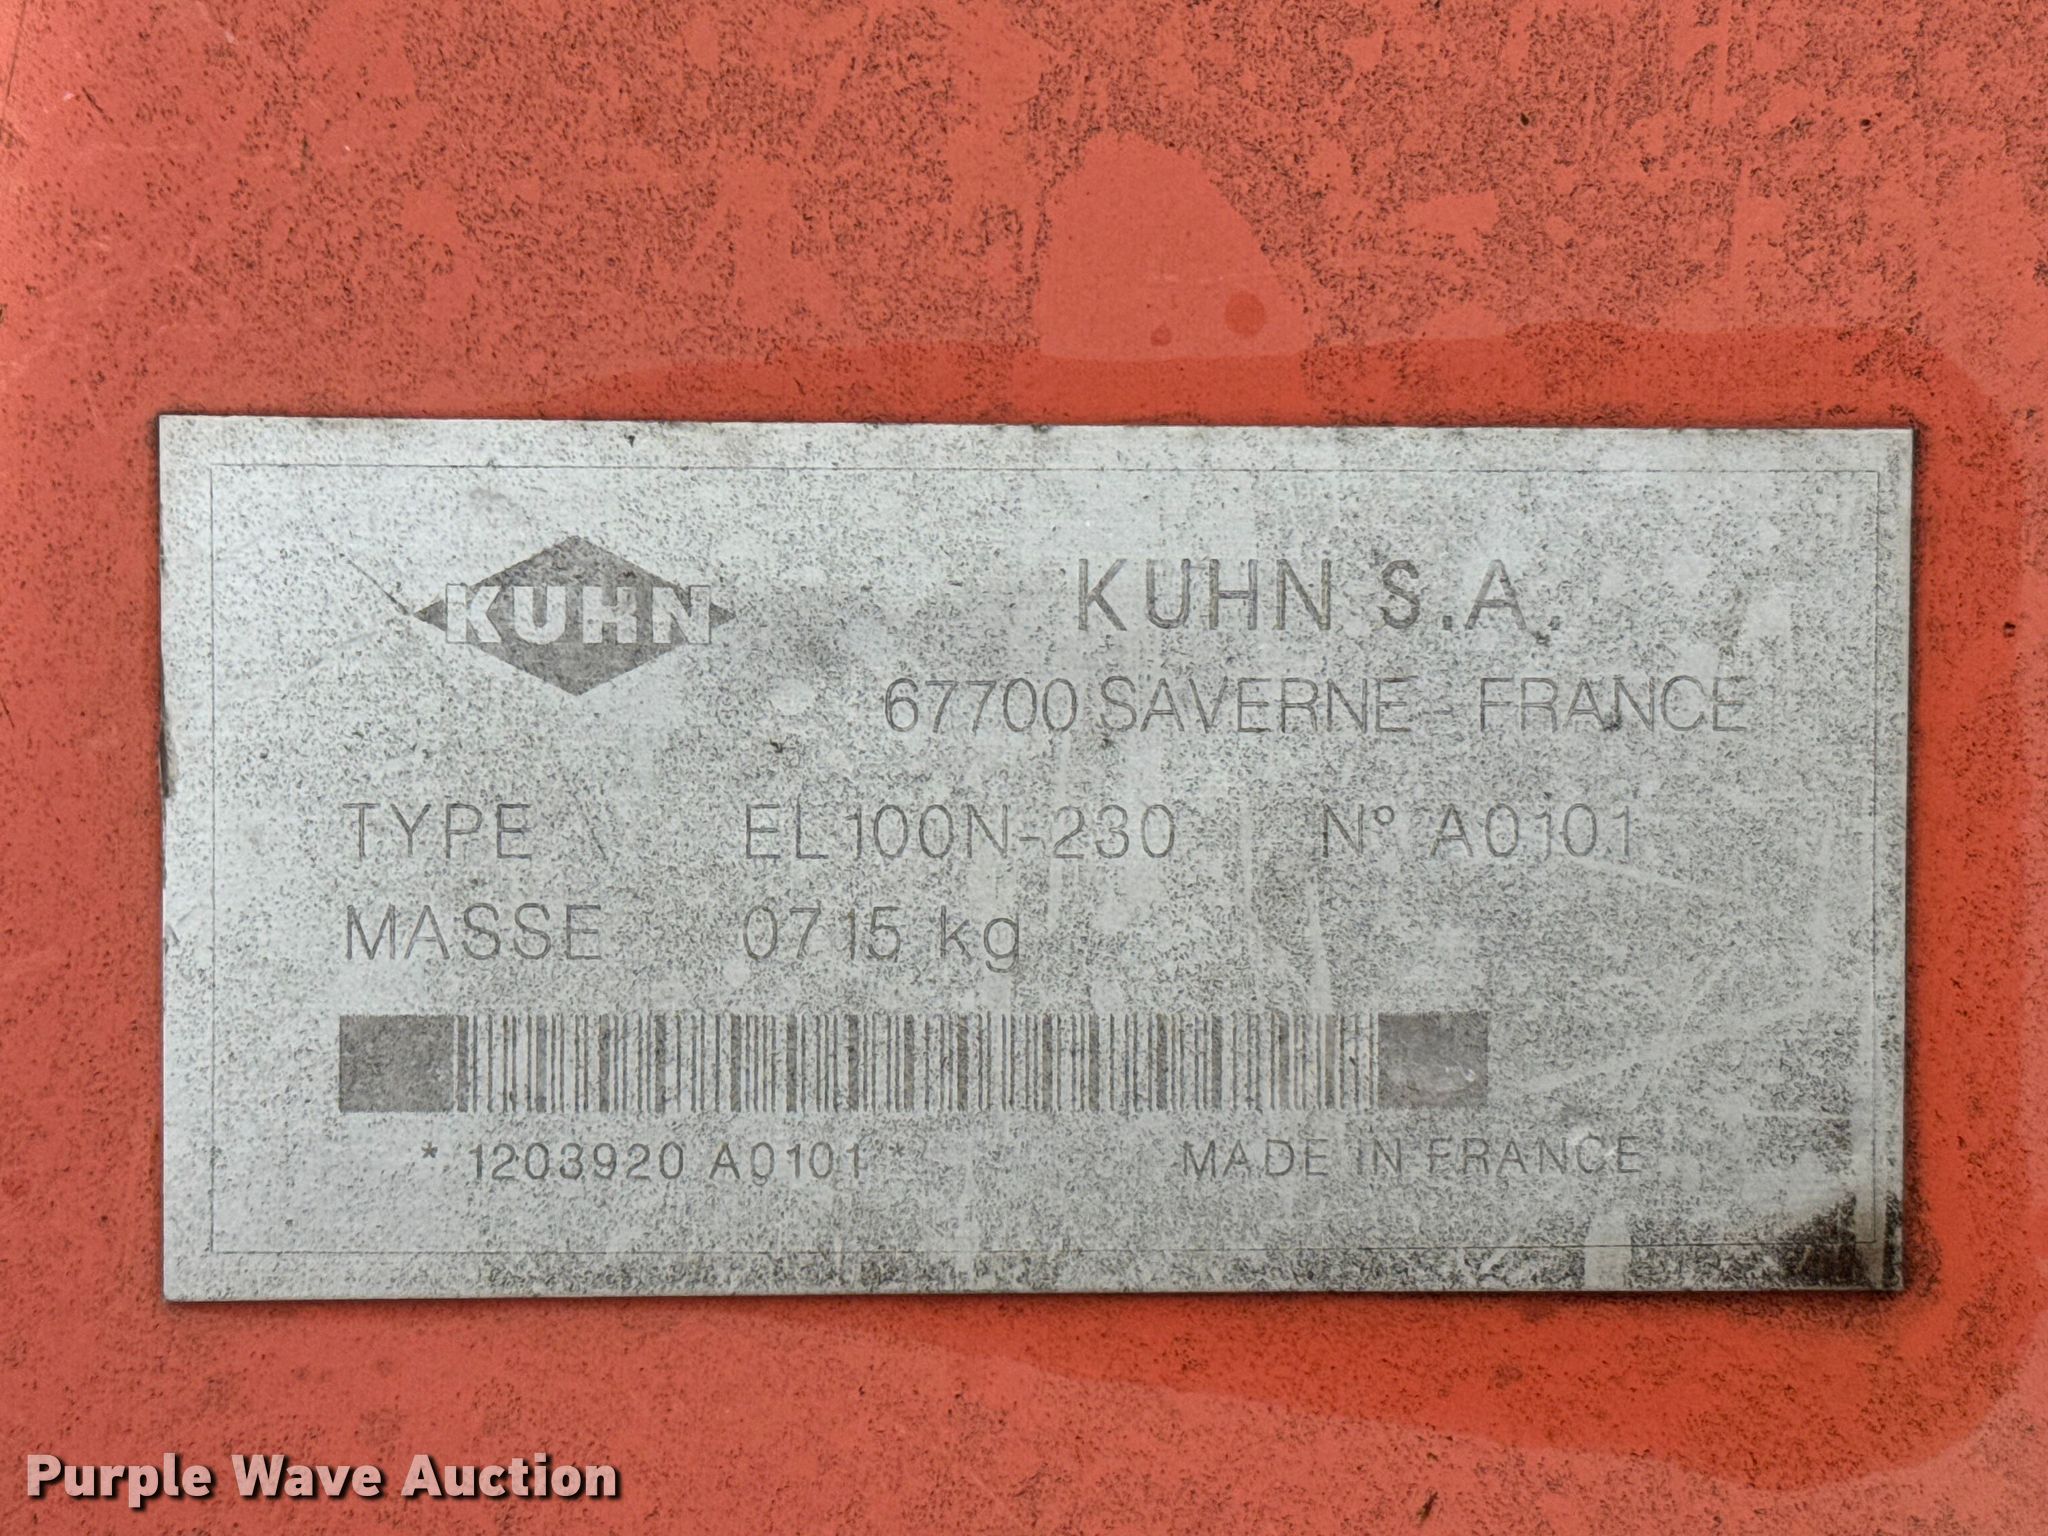 KUHN
KUHN S.A.
67700 SAVERNE - FRANCE
TYPE EL100N-230 N° A0101
MASSE 0715 kg
* 1203920 A0101 * MADE IN FRANCE
Purple Wave Auction